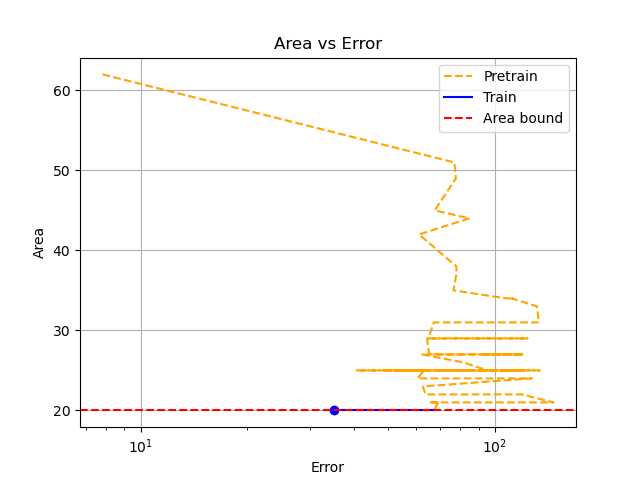 Area vs Error
Pretrain
Train
Area bound
60
50
40
30
20
Area
10¹
10²
Error